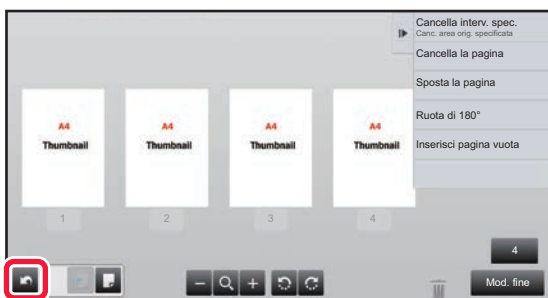 Cancella interv. spec.
Canc. area orig. specificata
Cancella la pagina
Sposta la pagina
Ruota di 180°
Inserisci pagina vuota
A4
Thumbnail
A4
Thumbnail
A4
Thumbnail
A4
Thumbnail
1
2
3
4
4
Mod. fine